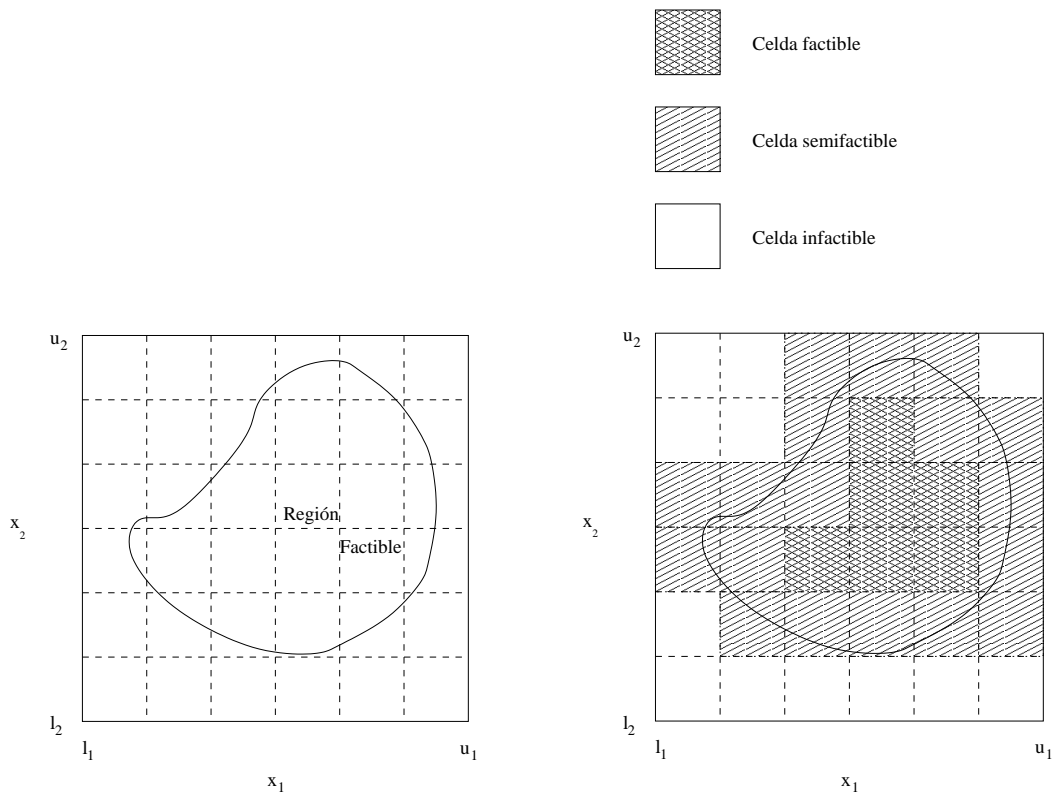 Celda factible
Celda semifactible
Celda infactible
u2
Región
Factible
x2
l2
l1
u1
x1
u2
x2
l2
l1
u1
x1